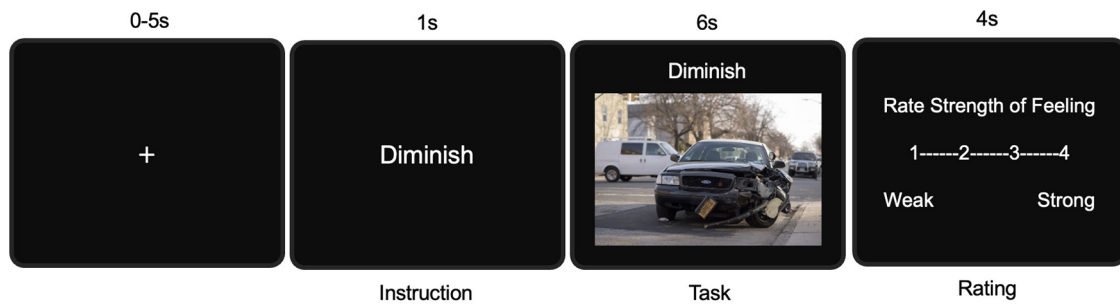 0-5s
1s
6s
4s
+
Diminish
Diminish
Rate Strength of Feeling
1------2------3------4
Weak
Strong
Instruction
Task
Rating